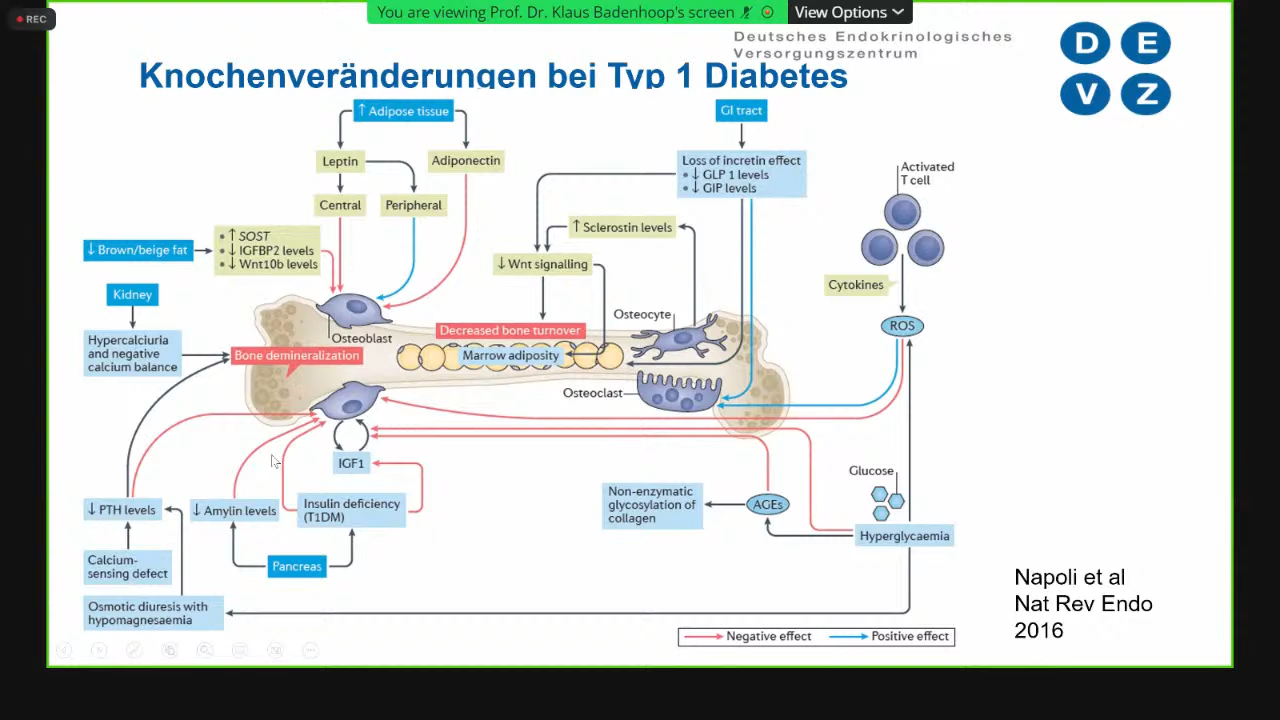 REC
You are viewing Prof. Dr. Klaus Badenhoop's screen
View Options
Deutsches Endokrinologisches
Versorgungszentrum
D E
V Z
Knochenveränderungen bei Typ 1 Diabetes
↑ Adipose tissue
GI tract
Leptin
Adiponectin
Loss of incretin effect
• ↓ GLP 1 levels
• ↓ GIP levels
Activated
T cell
Central
Peripheral
↑ Sclerostin levels
↓ Brown/beige fat
• ↑ SOST
• ↓ IGFBP2 levels
• ↓ Wnt10b levels
↓ Wnt signalling
Cytokines
Kidney
Osteocyte
ROS
Osteoblast
Decreased bone turnover
Hypercalciuria
and negative
calcium balance
Bone demineralization
Marrow adiposity
Osteoclast
IGF1
Glucose
↓ PTH levels
↓ Amylin levels
Insulin deficiency
(T1DM)
Non-enzymatic
glycosylation of
collagen
AGEs
Hyperglycaemia
Calcium-
sensing defect
Pancreas
Osmotic diuresis with
hypomagnesaemia
Napoli et al
Nat Rev Endo
2016
Negative effect
Positive effect